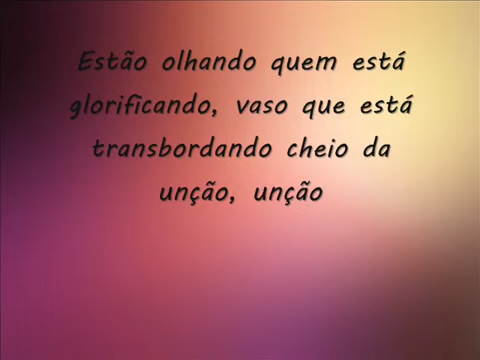 Estão olhando quem está
glorificando, vaso que está
transbordando cheio da
unção, unção